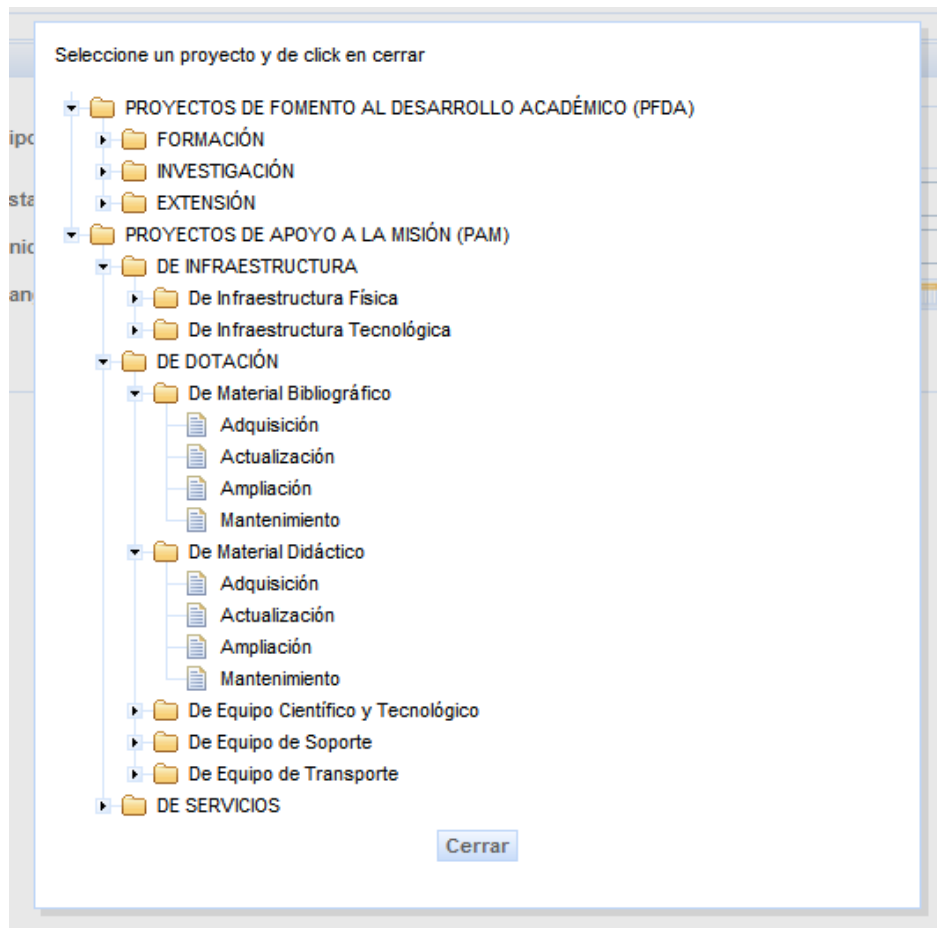 Seleccione un proyecto y de click en cerrar
PROYECTOS DE FOMENTO AL DESARROLLO ACADÉMICO (PFDA)
FORMACIÓN
INVESTIGACIÓN
EXTENSIÓN
PROYECTOS DE APOYO A LA MISIÓN (PAM)
DE INFRAESTRUCTURA
De Infraestructura Física
De Infraestructura Tecnológica
DE DOTACIÓN
De Material Bibliográfico
Adquisición
Actualización
Ampliación
Mantenimiento
De Material Didáctico
Adquisición
Actualización
Ampliación
Mantenimiento
De Equipo Científico y Tecnológico
De Equipo de Soporte
De Equipo de Transporte
DE SERVICIOS
Cerrar